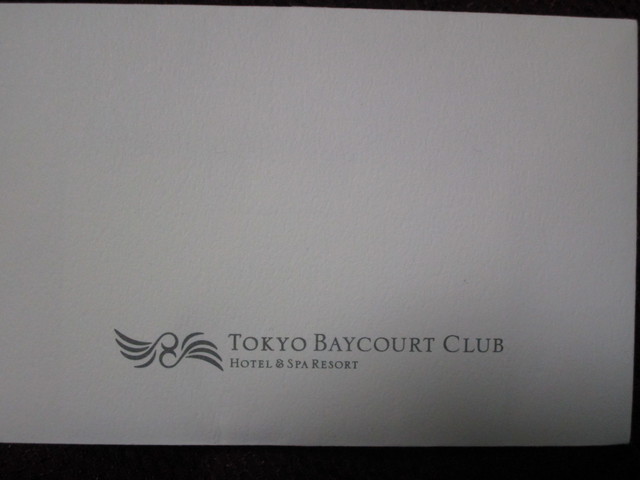 TOKYO BAYCOURT CLUB
HOTEL & SPA RESORT